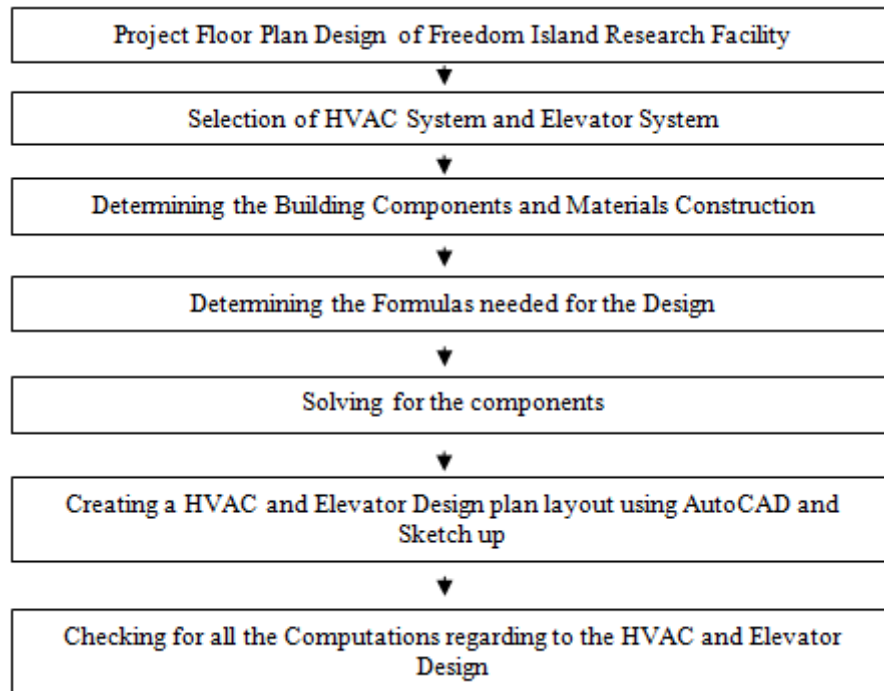 Project Floor Plan Design of Freedom Island Research Facility
Selection of HVAC System and Elevator System
Determining the Building Components and Materials Construction
Determining the Formulas needed for the Design
Solving for the components
Creating a HVAC and Elevator Design plan layout using AutoCAD and
Sketch up
Checking for all the Computations regarding to the HVAC and Elevator
Design